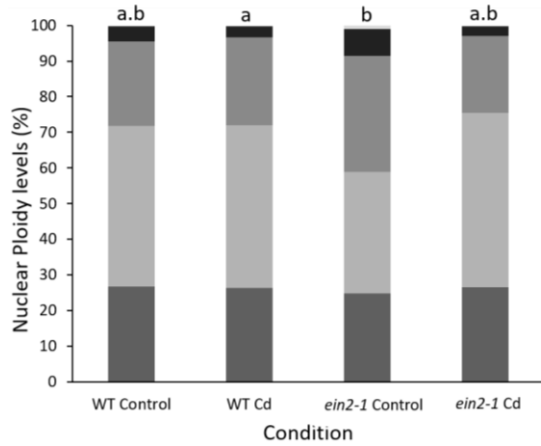 a.b a b a.b
100
90
80
70
60
50
40
30
20
10
0
Nuclear Ploidy levels (%)
WT Control WT Cd ein2-1 Control ein2-1 Cd
Condition